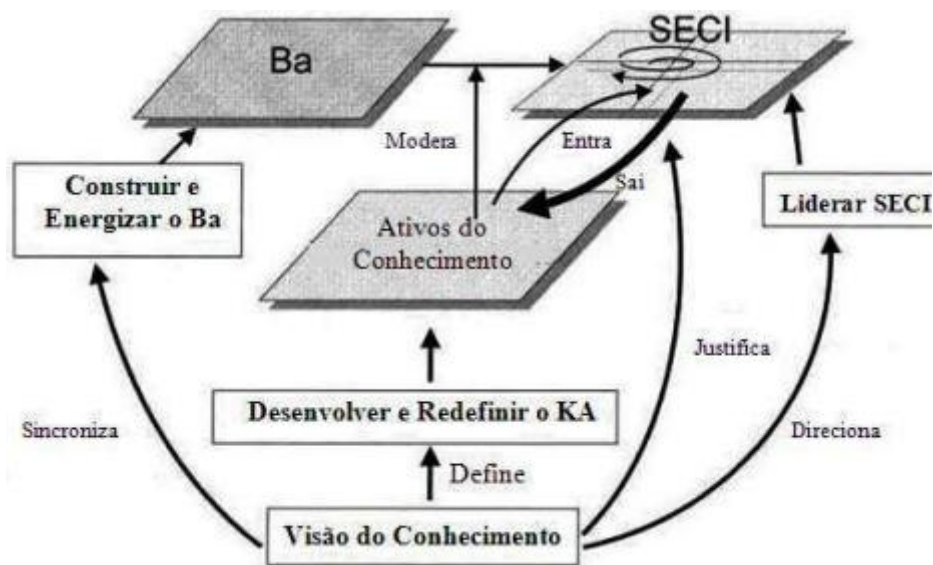 SECI
Ba
Modera
Entra
Sai
Construir e
Energizar o Ba
Liderar SECI
Ativos do
Conhecimento
Justifica
Desenvolver e Redefinir o KA
Sincroniza
Direciona
Define
Visão do Conhecimento